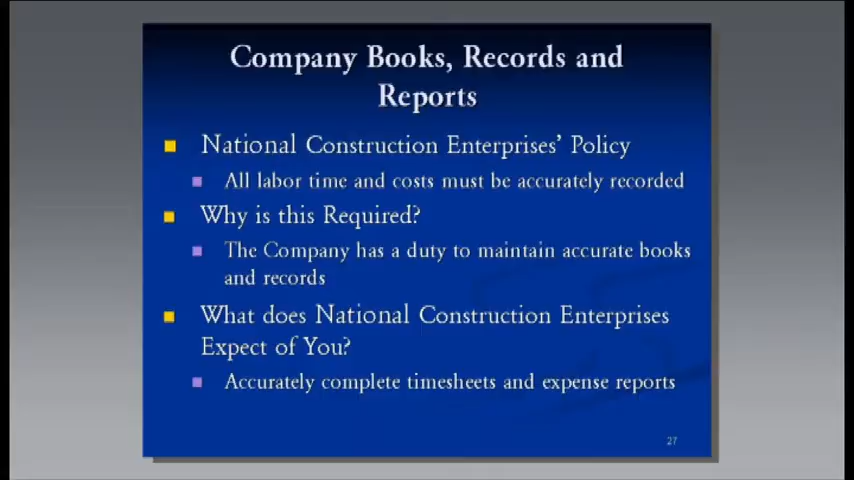 Company Books, Records and
Reports
National Construction Enterprises' Policy
All labor time and costs must be accurately recorded
Why is this Required?
The Company has a duty to maintain accurate books
and records
What does National Construction Enterprises
Expect of You?
Accurately complete timesheets and expense reports
27